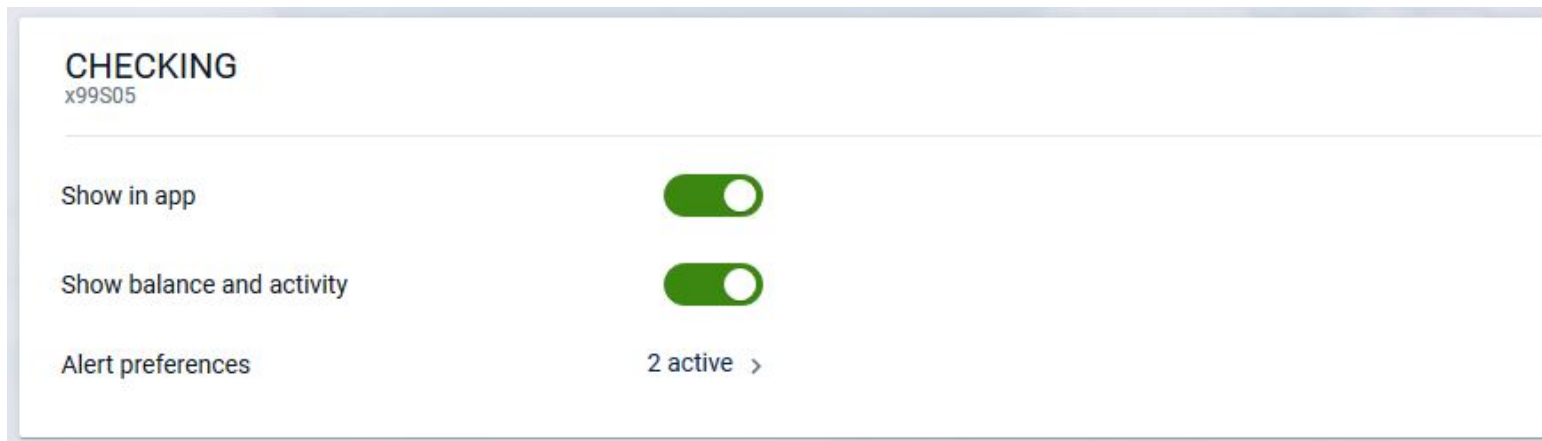 CHECKING
x99S05
Show in app
Show balance and activity
Alert preferences 2 active >